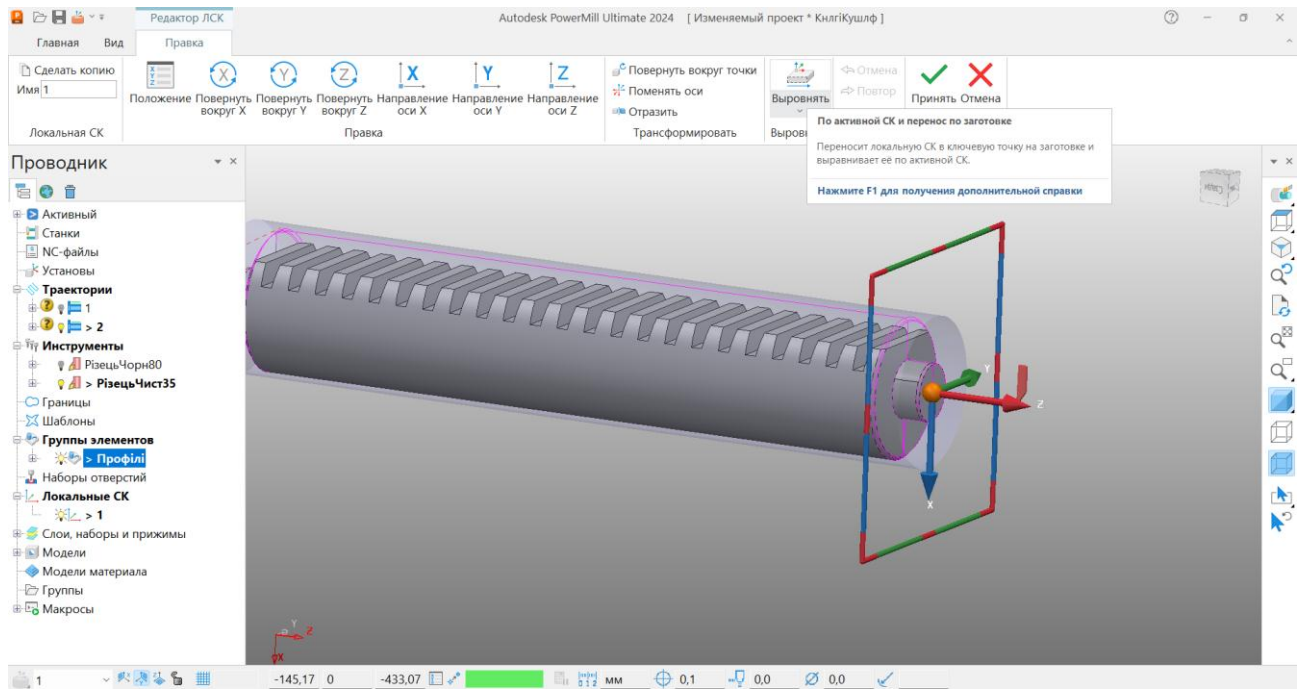 Редактор ЛСК
Autodesk PowerMill Ultimate 2024 [ Изменяемый проект * КнлгіКушлф ]
Главная Вид Правка
Сделать копию
Имя 1
Локальная СК
Положение
Повернуть вокруг X
Повернуть вокруг Y
Повернуть вокруг Z
Направление оси X
Направление оси Y
Направление оси Z
Правка
Повернуть вокруг точки
Поменять оси
Отразить
Трансформировать
Выровнять
Выров
Отмена
Повтор
Принять
Отмена
По активной СК и перенос по заготовке
Переносит локальную СК в ключевую точку на заготовке и
выравнивает её по активной СК.
Нажмите F1 для получения дополнительной справки
Проводник
Активный
Станки
NC-файлы
Установы
Траектории
1
> 2
Инструменты
РізецьЧорн80
> РізецьЧист35
Границы
Шаблоны
Группы элементов
> Профілі
Наборы отверстий
Локальные СК
> 1
Слои, наборы и прижимы
Модели
Модели материала
Группы
Макросы
Y
Z
X
Y
Z
X
1 -145,17 0 -433,07 мм 0,1 0,0 0,0